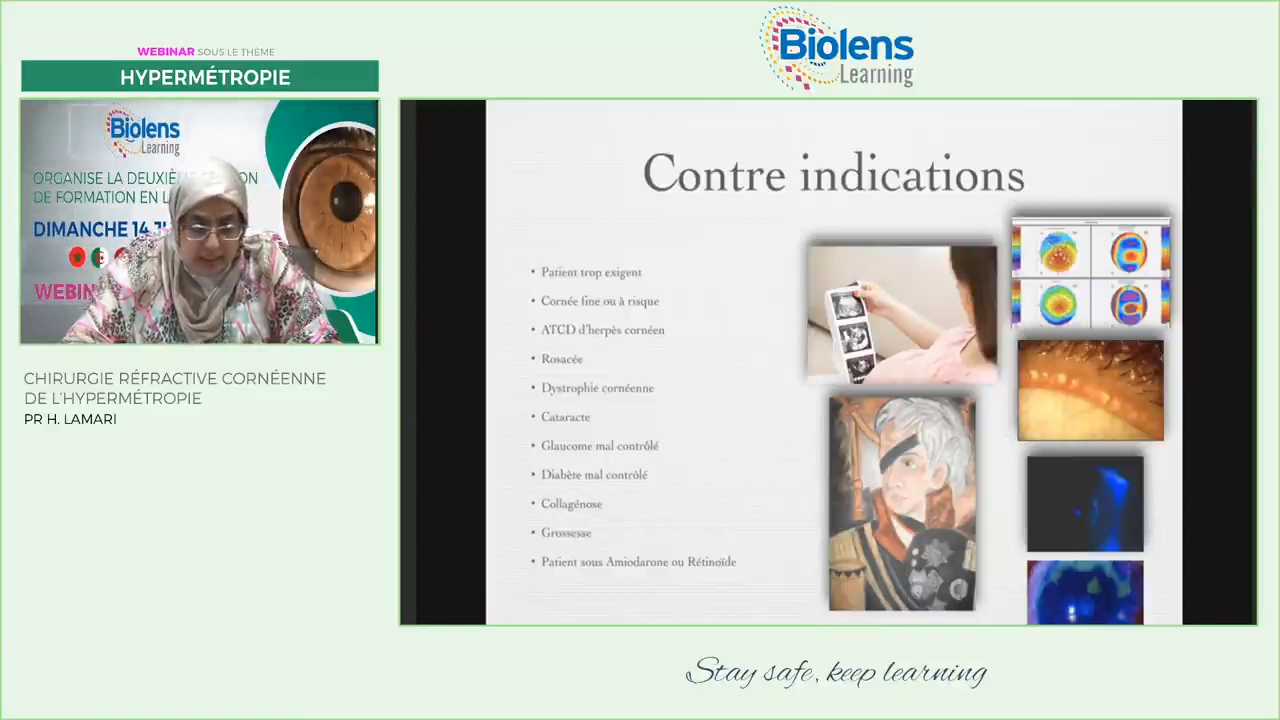 Biolens
Learning
WEBINAR SOUS LE THÈME
HYPERMÉTROPIE
Biolens
Learning
ORGANISE LA DEUXIÈ
ION
DE FORMATION EN L
DIMANCHE 14
WEBIN
CHIRURGIE RÉFRACTIVE CORNÉENNE
DE L'HYPERMÉTROPIE
PR H. LAMARI
Contre indications
• Patient trop exigent
• Cornée fine ou à risque
• ATCD d'herpès cornéen
• Rosacée
• Dystrophie cornéenne
• Cataracte
• Glaucome mal contrôlé
• Diabète mal contrôlé
• Collagénose
• Grossesse
• Patient sous Amiodarone ou Rétinoïde
Stay safe, keep learning